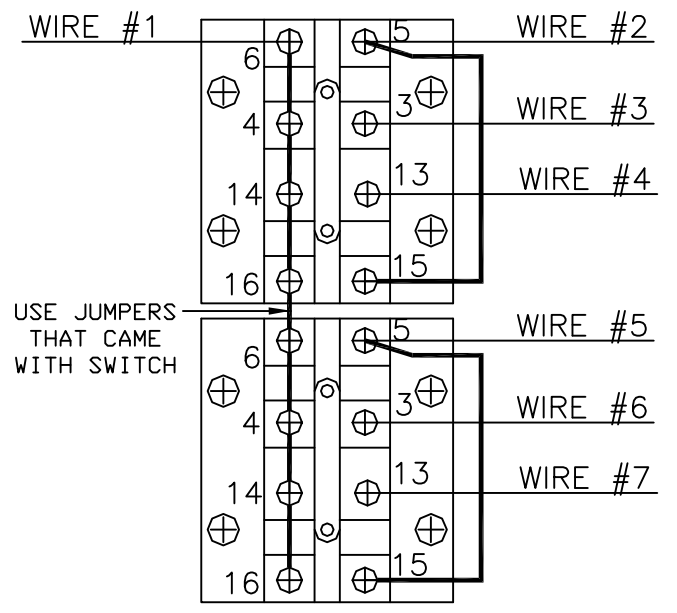 WIRE #1
5
WIRE #2
6
3
WIRE #3
4
13
WIRE #4
14
15
16
USE JUMPERS
THAT CAME
WITH SWITCH
5
WIRE #5
6
3
WIRE #6
4
13
WIRE #7
14
15
16